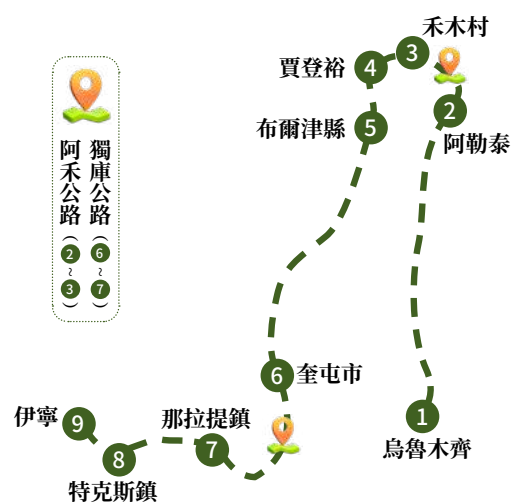 禾木村
3
賈登裕
4
2
阿勒泰
布爾津縣
5
獨庫公路(6~7)
阿禾公路(2~3)
6
奎屯市
1
烏魯木齊
伊寧
9
那拉提鎮
7
8
特克斯鎮